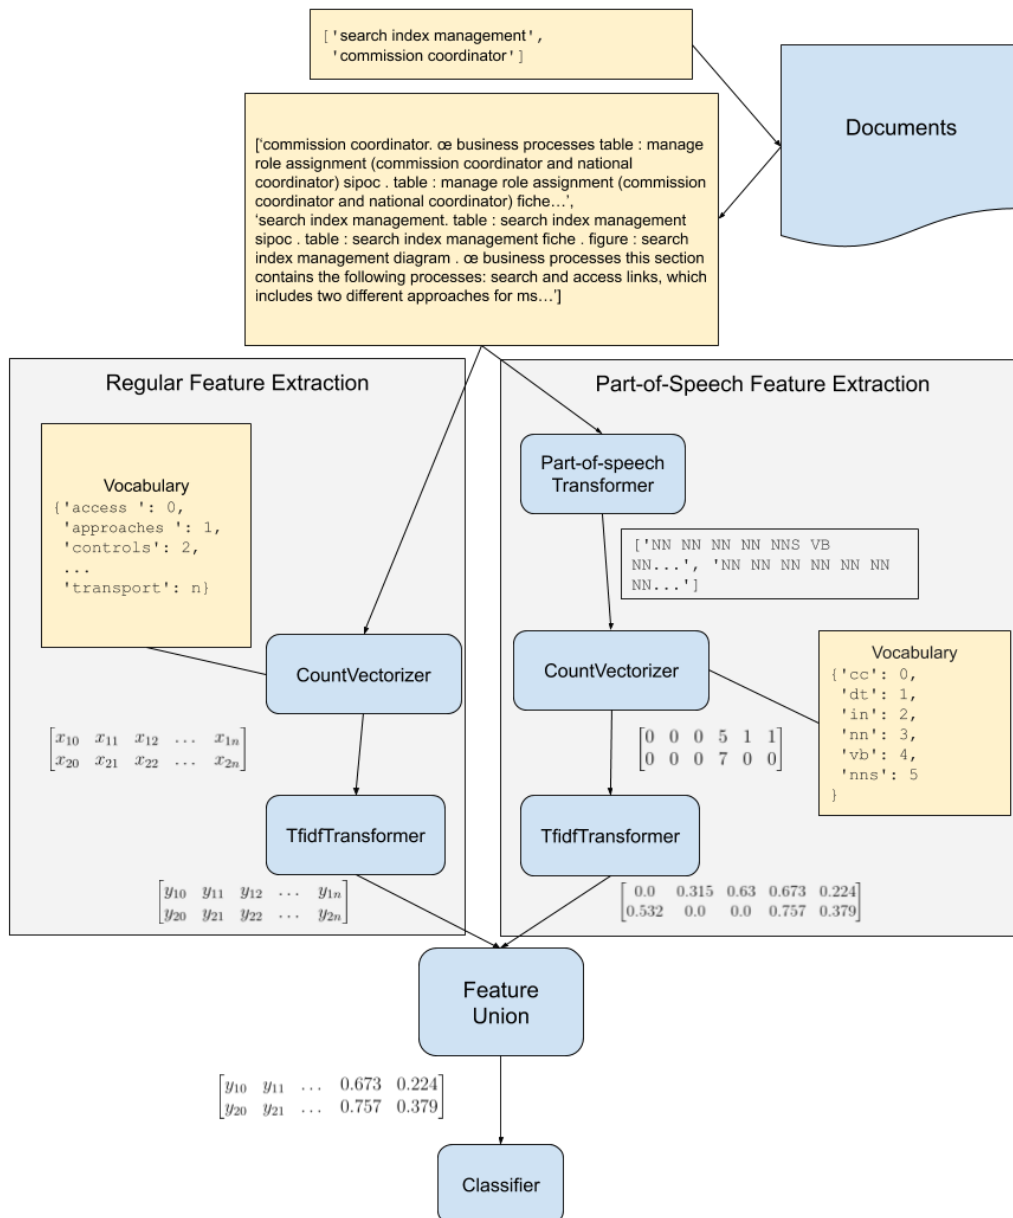 ['search index management',
'commission coordinator']
Documents
['commission coordinator. œ business processes table : manage
role assignment (commission coordinator and national
coordinator) sipoc . table : manage role assignment (commission
coordinator and national coordinator) fiche…',
'search index management. table : search index management
sipoc . table : search index management fiche . figure : search
index management diagram . œ business processes this section
contains the following processes: search and access links, which
includes two different approaches for ms…']
Regular Feature Extraction
Vocabulary
{'access ': 0,
'approaches ': 1,
'controls': 2,
...
'transport': n}
CountVectorizer
x10 x11 x12 ... x1n
x20 x21 x22 ... x2n
TfidfTransformer
y10 y11 y12 ... y1n
y20 y21 y22 ... y2n
Part-of-Speech Feature Extraction
Part-of-speech
Transformer
['NN NN NN NN NNS VB
NN...', 'NN NN NN NN NN NN
NN...']
CountVectorizer
Vocabulary
{'cc': 0,
'dt': 1,
'in': 2,
'nn': 3,
'vb': 4,
'nns': 5
}
0 0 0 5 1 1
0 0 0 7 0 0
TfidfTransformer
0.0 0.315 0.63 0.673 0.224
0.532 0.0 0.0 0.757 0.379
Feature
Union
y10 y11 ... 0.673 0.224
y20 y21 ... 0.757 0.379
Classifier